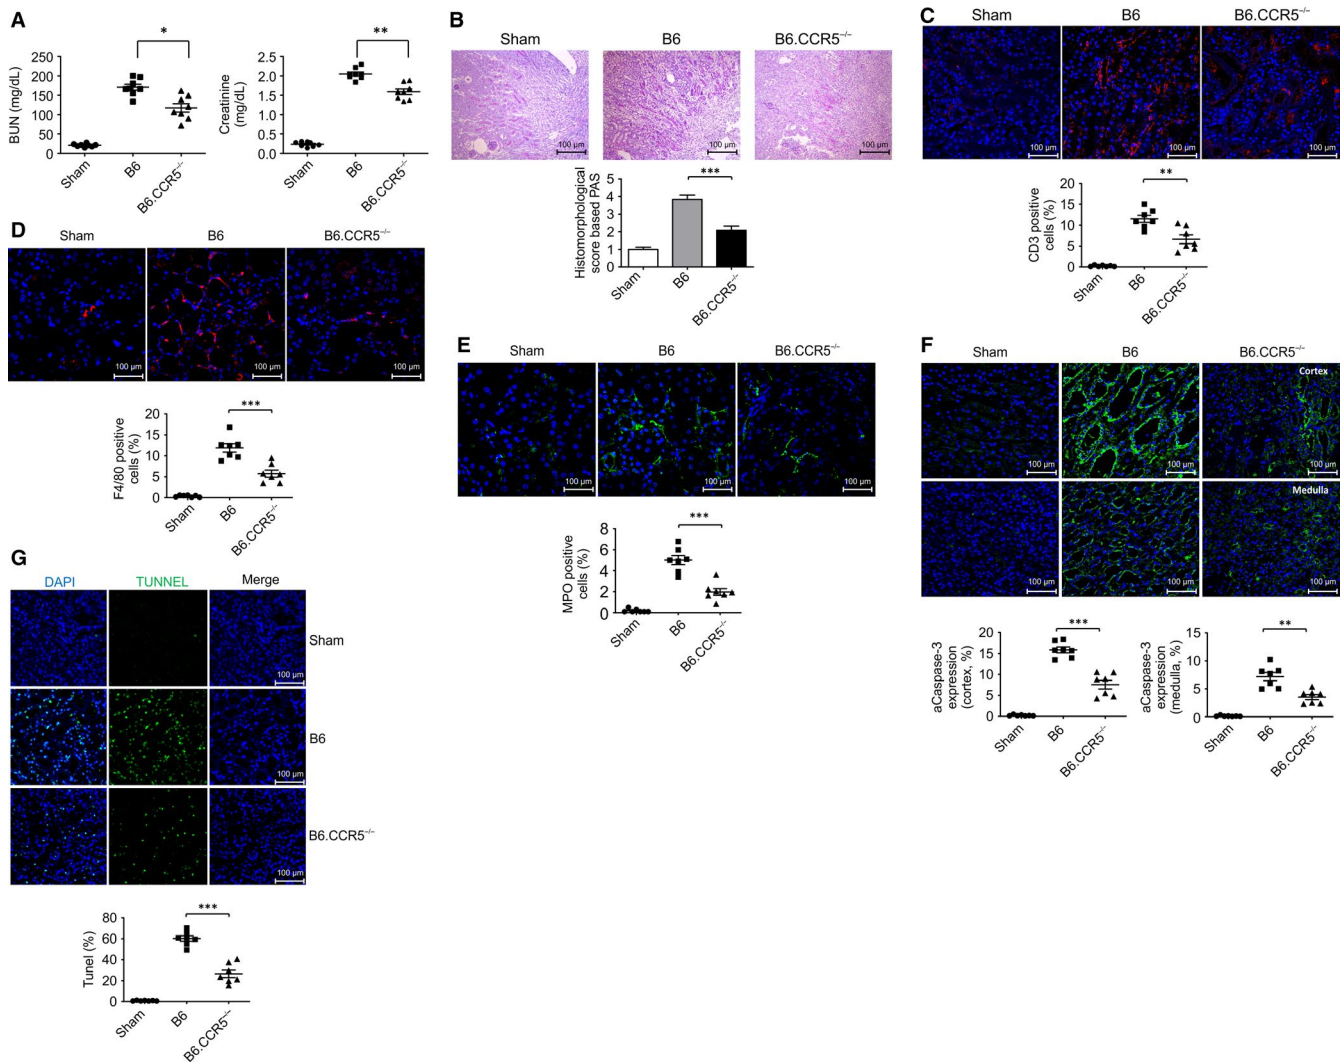 A
*
BUN (mg/dL)
250
200
150
100
50
0
Sham
B6
B6.CCR5–/–
**
Creatinine
(mg/dL)
2.5
2.0
1.5
1.0
0.5
0.0
Sham
B6
B6.CCR5–/–
B
Sham
B6
B6.CCR5–/–
100 µm
100 µm
100 µm
Histomorphological
score based PAS
5
4
3
2
1
0
***
Sham
B6
B6.CCR5–/–
C
Sham
B6
B6.CCR5–/–
100 µm
100 µm
100 µm
CD3 positive
cells (%)
20
15
10
5
0
**
Sham
B6
B6.CCR5–/–
D
Sham
B6
B6.CCR5–/–
100 µm
100 µm
100 µm
F4/80 positive
cells (%)
20
15
10
5
0
***
Sham
B6
B6.CCR5–/–
E
Sham
B6
B6.CCR5–/–
100 µm
100 µm
100 µm
MPO positive
cells (%)
8
6
4
2
0
***
Sham
B6
B6.CCR5–/–
F
Sham
B6
B6.CCR5–/–
Cortex
100 µm
100 µm
100 µm
Medulla
100 µm
100 µm
100 µm
aCaspase-3
expression
(cortex, %)
20
15
10
5
0
***
Sham
B6
B6.CCR5–/–
aCaspase-3
expression
(medulla, %)
15
10
5
0
**
Sham
B6
B6.CCR5–/–
G
DAPI
TUNNEL
Merge
Sham
100 µm
B6
100 µm
B6.CCR5–/–
100 µm
Tunel (%)
80
60
40
20
0
***
Sham
B6
B6.CCR5–/–